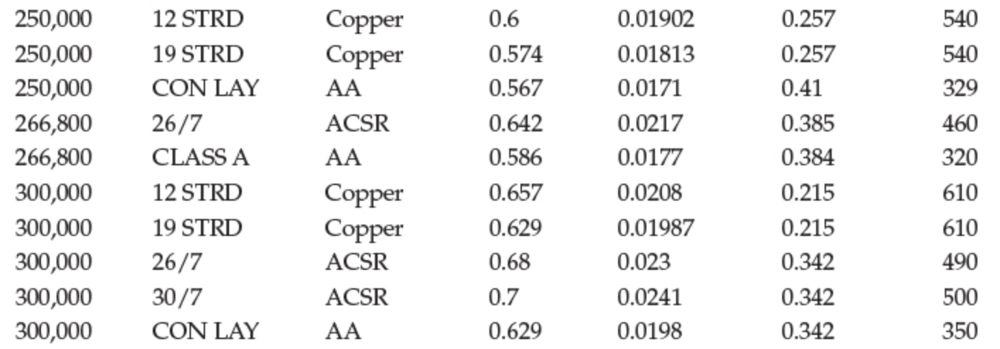 250,000 12 STRD Copper 0.6 0.01902 0.257 540
250,000 19 STRD Copper 0.574 0.01813 0.257 540
250,000 CON LAY AA 0.567 0.0171 0.41 329
266,800 26/7 ACSR 0.642 0.0217 0.385 460
266,800 CLASS A AA 0.586 0.0177 0.384 320
300,000 12 STRD Copper 0.657 0.0208 0.215 610
300,000 19 STRD Copper 0.629 0.01987 0.215 610
300,000 26/7 ACSR 0.68 0.023 0.342 490
300,000 30/7 ACSR 0.7 0.0241 0.342 500
300,000 CON LAY AA 0.629 0.0198 0.342 350